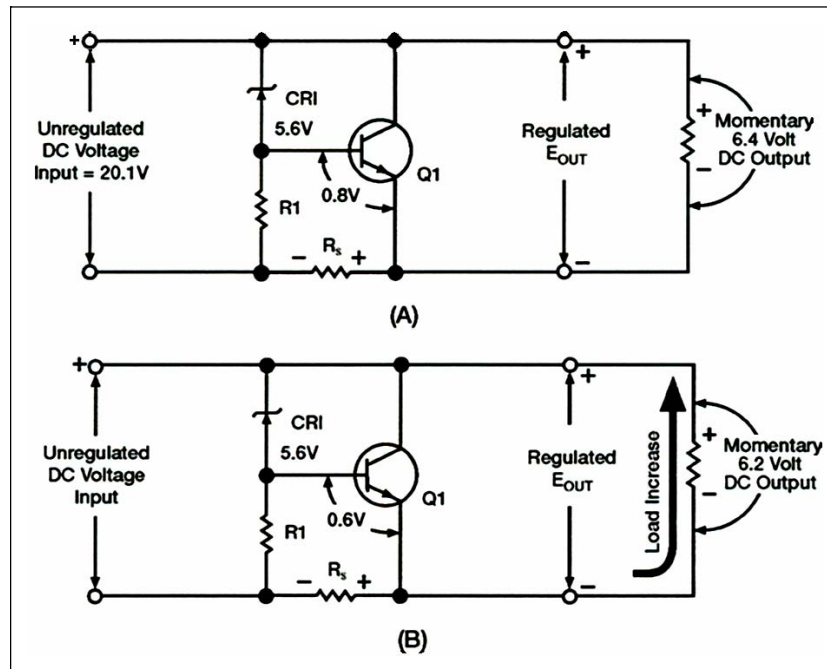 +
+
CRI
Unregulated
DC Voltage
Input = 20.1V
5.6V
Q1
0.8V
R1
− Rs +
Regulated
EOUT
+
−
Momentary
6.4 Volt
DC Output
−
(A)
+
+
CRI
Unregulated
DC Voltage
Input
5.6V
Q1
0.6V
R1
− Rs +
Regulated
EOUT
Load Increase
+
−
Momentary
6.2 Volt
DC Output
−
(B)